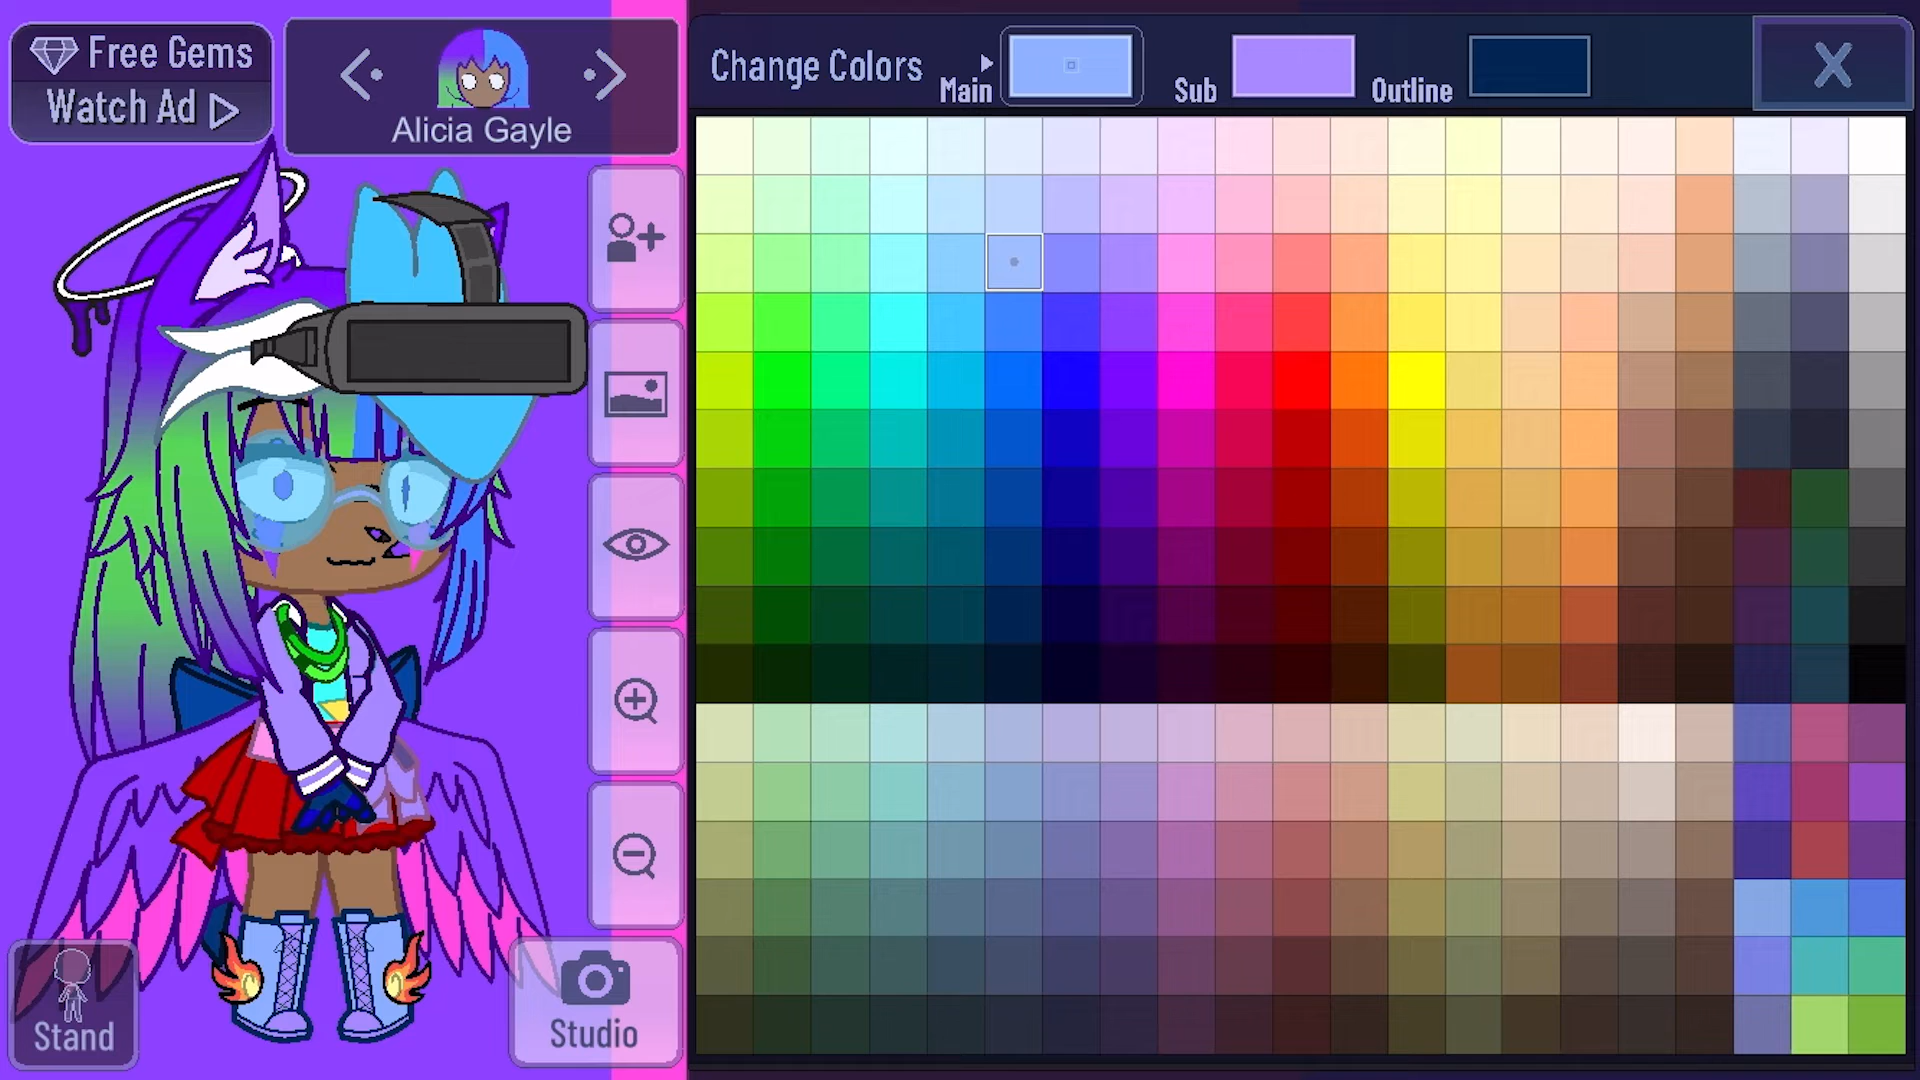 Free Gems
Watch Ad
Alicia Gayle
Change Colors
Main
Sub
Outline
X
Stand
Studio